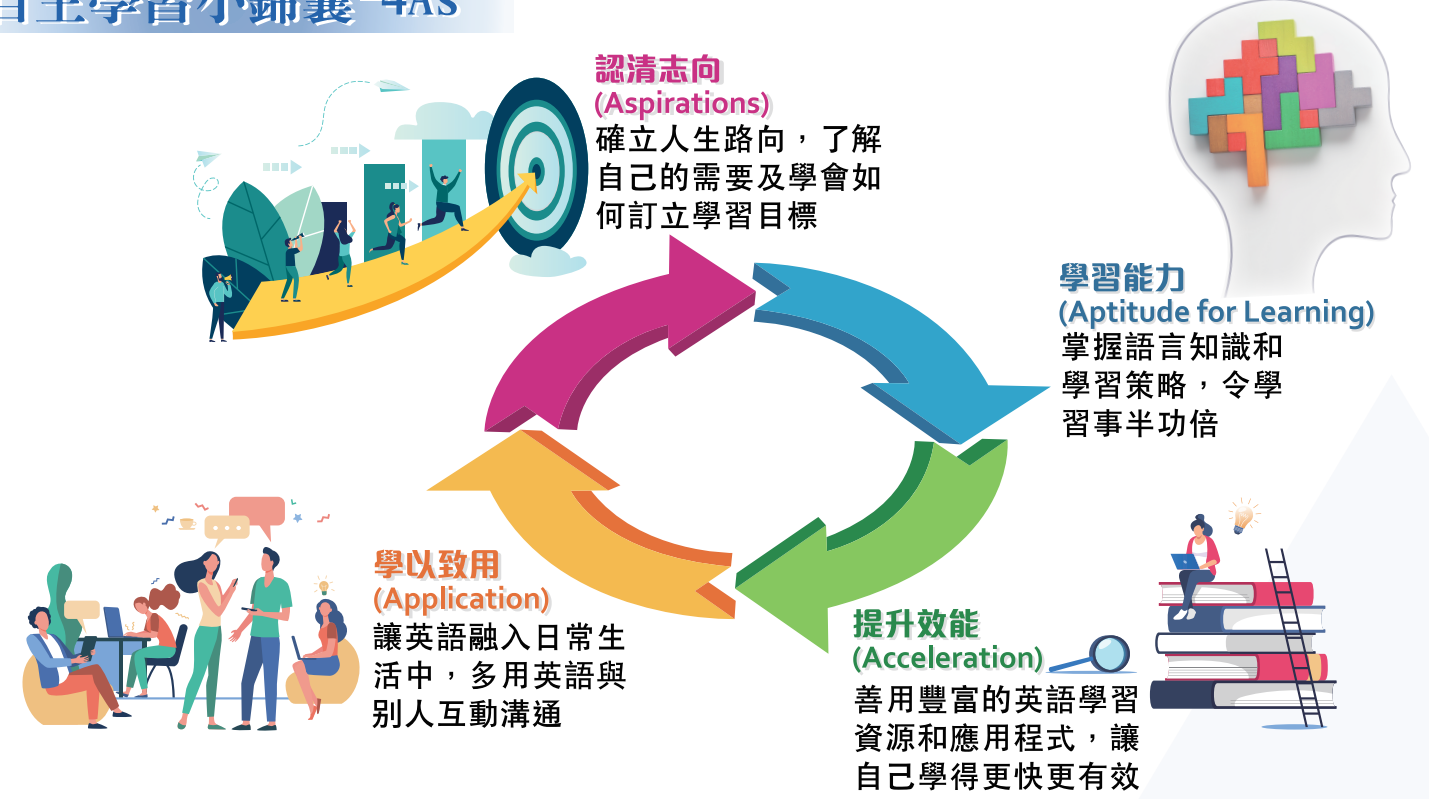 自主學習小錦囊-4As
認清志向
(Aspirations)
確立人生路向，了解
自己的需要及學會如
何訂立學習目標
學習能力
(Aptitude for Learning)
掌握語言知識和
學習策略，令學
習事半功倍
提升效能
(Acceleration)
善用豐富的英語學習
資源和應用程式，讓
自己學得更快更有效
學以致用
(Application)
讓英語融入日常生
活中，多用英語與
別人互動溝通